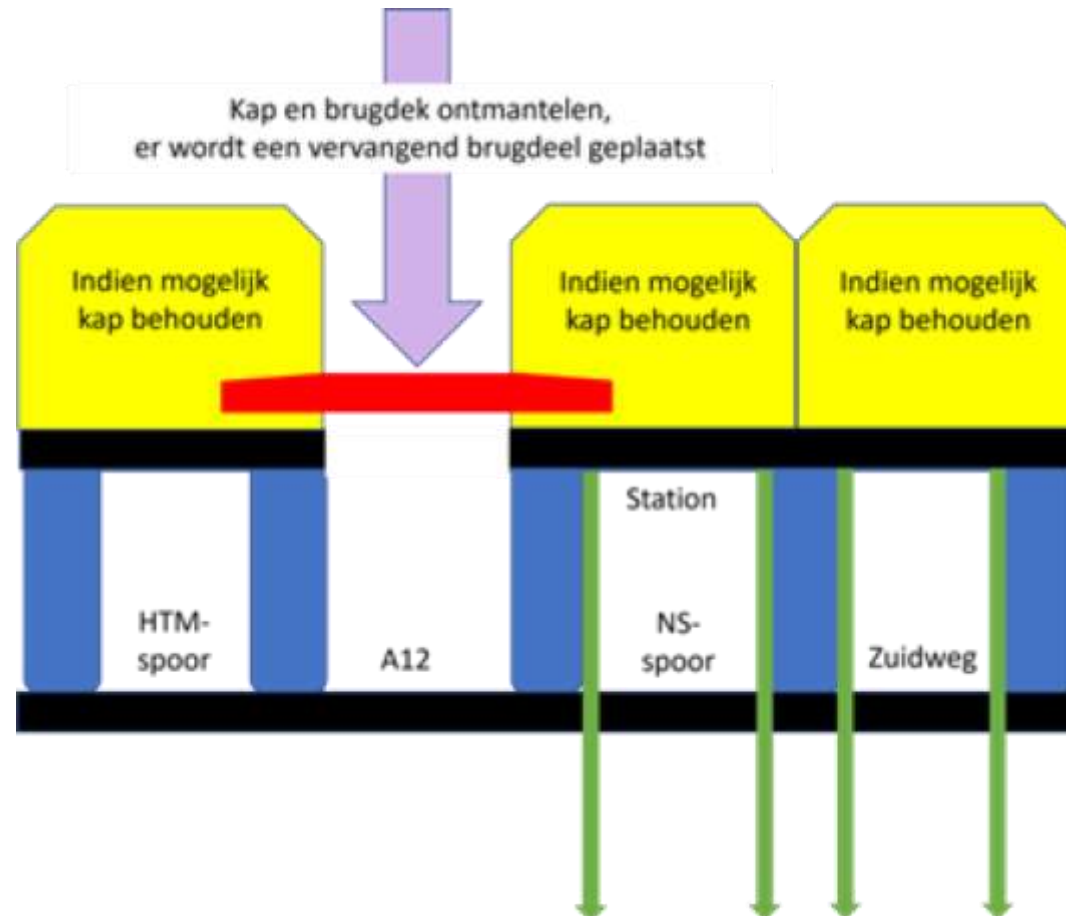 Kap en brugdek ontmantelen,
er wordt een vervangend brugdeel geplaatst
Indien mogelijk
kap behouden
Indien mogelijk
kap behouden
Indien mogelijk
kap behouden
Station
HTM-
spoor
A12
NS-
spoor
Zuidweg